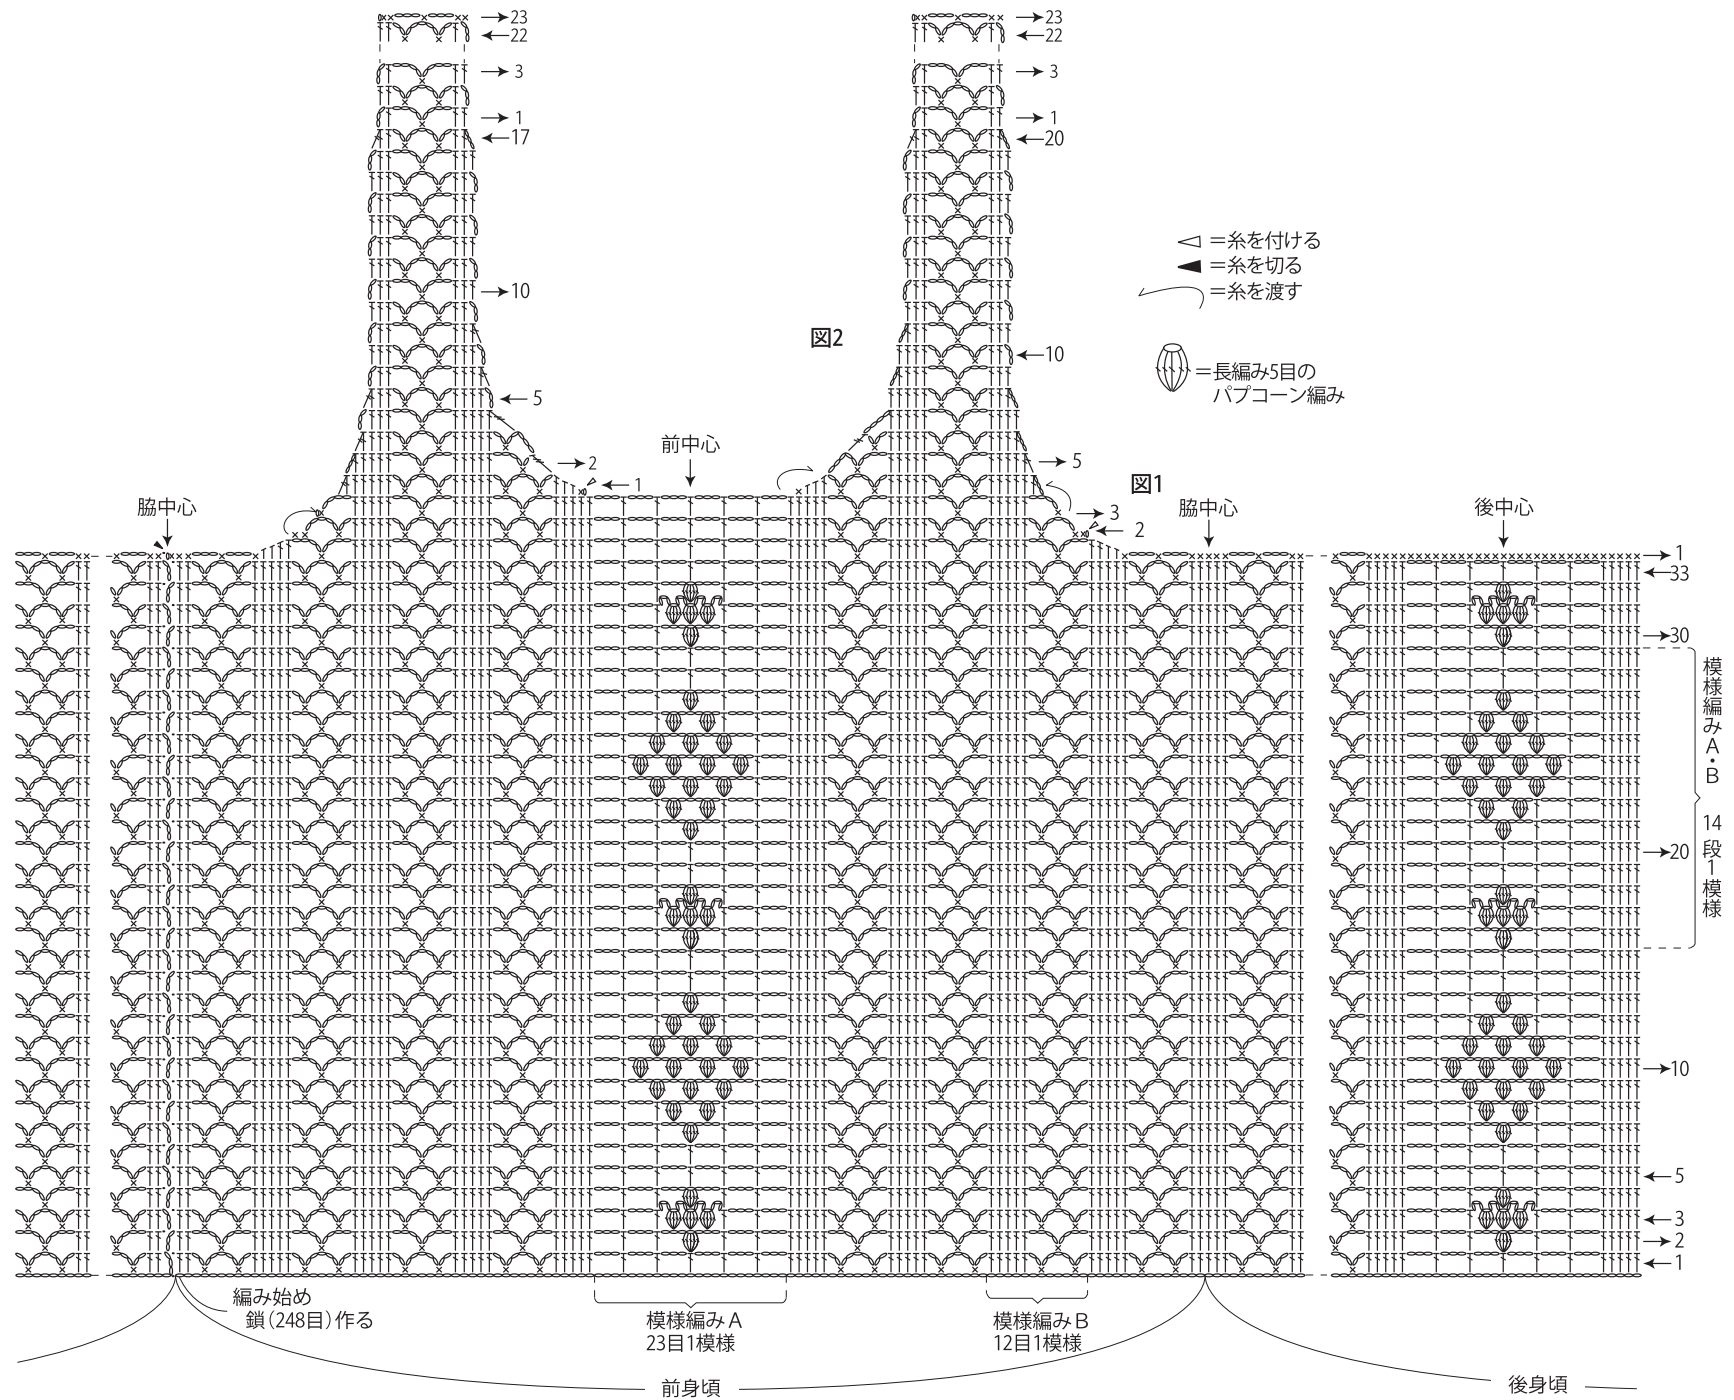 →23
←22
→3
→1
←17
→10
←5
→2
←1
→23
←22
→3
→1
←20
←10
→5
→3
←2
=糸を付ける
=糸を切る
=糸を渡す
=長編み5目の
パプコーン編み
図2
図1
前中心
脇中心
脇中心
後中心
→1
←33
→30
→20
→10
←5
←3
→2
←1
模様編みA・B 14段1模様
編み始め
鎖(248目)作る
模様編みA
23目1模様
模様編みB
12目1模様
前身頃
後身頃